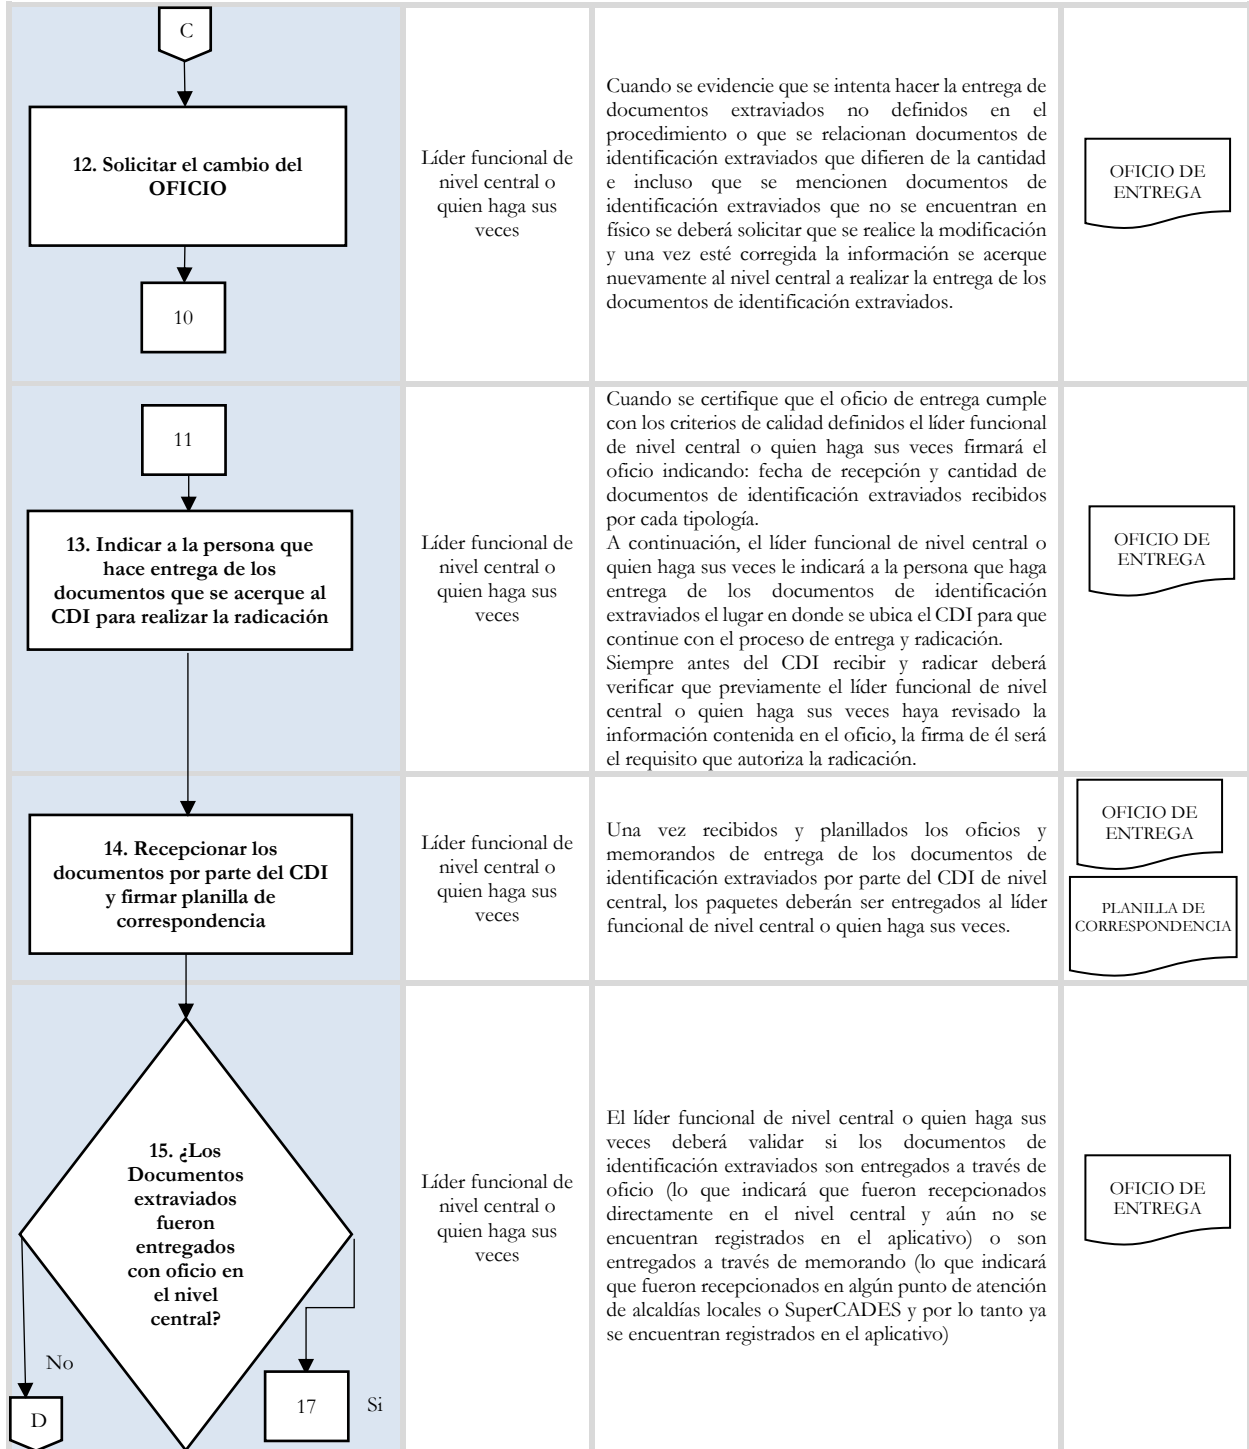 C
12. Solicitar el cambio del
OFICIO
10
Líder funcional de
nivel central o
quien haga sus
veces
Cuando se evidencie que se intenta hacer la entrega de
documentos extraviados no definidos en el
procedimiento o que se relacionan documentos de
identificación extraviados que difieren de la cantidad
e incluso que se mencionen documentos de
identificación extraviados que no se encuentran en
físico se deberá solicitar que se realice la modificación
y una vez esté corregida la información se acerque
nuevamente al nivel central a realizar la entrega de los
documentos de identificación extraviados.
OFICIO DE
ENTREGA
11
13. Indicar a la persona que
hace entrega de los
documentos que se acerque al
CDI para realizar la radicación
Líder funcional de
nivel central o
quien haga sus
veces
Cuando se certifique que el oficio de entrega cumple
con los criterios de calidad definidos el líder funcional
de nivel central o quien haga sus veces firmará el
oficio indicando: fecha de recepción y cantidad de
documentos de identificación extraviados recibidos
por cada tipología.
A continuación, el líder funcional de nivel central o
quien haga sus veces le indicará a la persona que haga
entrega de los documentos de identificación
extraviados el lugar en donde se ubica el CDI para que
continue con el proceso de entrega y radicación.
Siempre antes del CDI recibir y radicar deberá
verificar que previamente el líder funcional de nivel
central o quien haga sus veces haya revisado la
información contenida en el oficio, la firma de él será
el requisito que autoriza la radicación.
OFICIO DE
ENTREGA
14. Recepcionar los
documentos por parte del CDI
y firmar planilla de
correspondencia
Líder funcional de
nivel central o
quien haga sus
veces
Una vez recibidos y planillados los oficios y
memorandos de entrega de los documentos de
identificación extraviados por parte del CDI de nivel
central, los paquetes deberán ser entregados al líder
funcional de nivel central o quien haga sus veces.
OFICIO DE
ENTREGA
PLANILLA DE
CORRESPONDENCIA
15. ¿Los
Documentos
extraviados
fueron
entregados
con oficio en
el nivel
central?
No
D
17
Si
Líder funcional de
nivel central o
quien haga sus
veces
El líder funcional de nivel central o quien haga sus
veces deberá validar si los documentos de
identificación extraviados son entregados a través de
oficio (lo que indicará que fueron recepcionados
directamente en el nivel central y aún no se
encuentran registrados en el aplicativo) o son
entregados a través de memorando (lo que indicará
que fueron recepcionados en algún punto de atención
de alcaldías locales o SuperCADES y por lo tanto ya
se encuentran registrados en el aplicativo)
OFICIO DE
ENTREGA